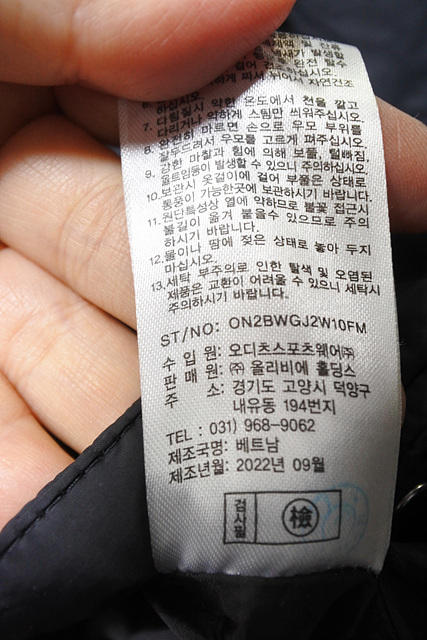 하십시오.
7. 다림질시 약한 온도에서 천을 깔고
다리거나 약하게 스팀만 씌워주십시오.
8. 완전히 마르면 손으로 우모 부위를
잘두드려서 우모를 고르게 펴주십시오.
9. 강한 마찰과 힘에 의해 보풀, 털빠짐,
올트임등이 발생할 수 있으니 주의하십시오.
10. 보관시 옷걸이에 걸어 부풀은 상태로
통풍이 가능한곳에 보관하시기 바랍니다.
11. 원단특성상 열에 약하므로 불꽃 접근시
불길이 옮겨 붙을수 있으므로 주의
하시기 바랍니다.
12. 물이나 땀에 젖은 상태로 놓아 두지
마십시오.
13. 세탁 부주의로 인한 탈색 및 오염된
제품은 교환이 어려울 수 있으니 세탁시
주의하시기 바랍니다.
ST/NO: ON2BWGJ2W10FM
수 입 원: 오디츠스포츠웨어㈜
판 매 원: ㈜ 올리비에 홀딩스
주 소: 경기도 고양시 덕양구
내유동 194번지
TEL : 031) 968-9062
제조국명: 베트남
제조년월: 2022년 09월
검사필 檢